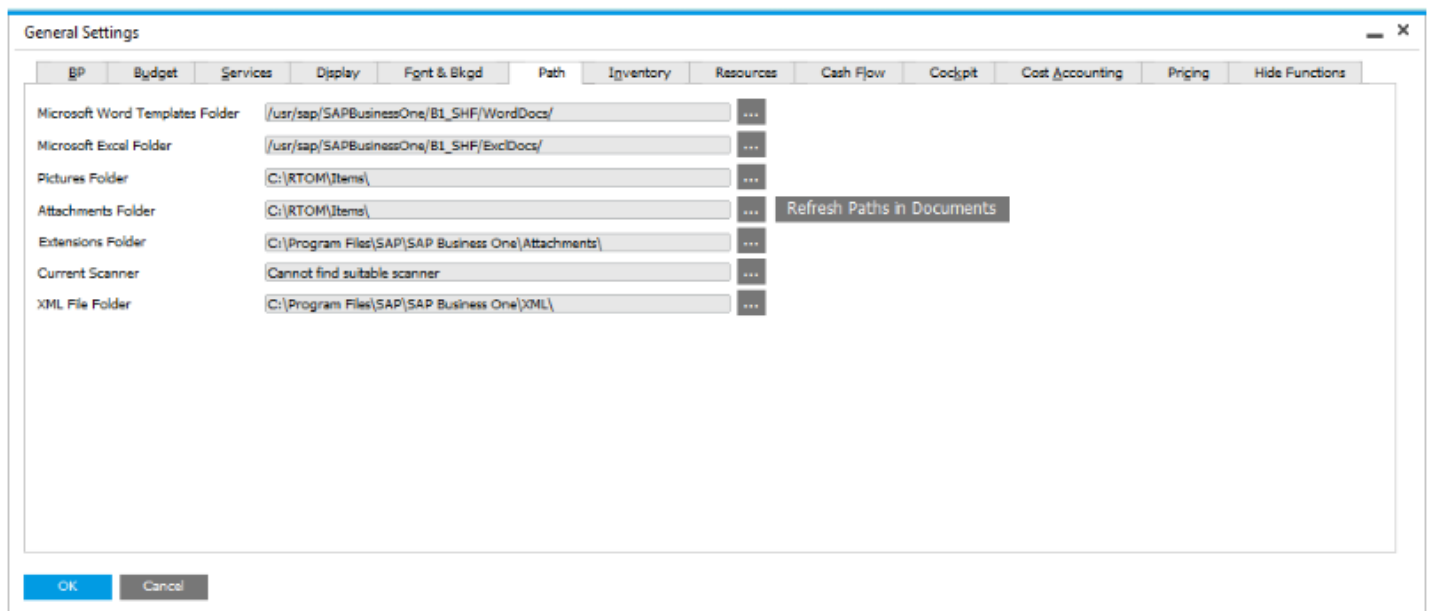 General Settings
BP Budget Services Display Font & Bkgd Path Inventory Resources Cash Flow Cockpit Cost Accounting Pricing Hide Functions
Microsoft Word Templates Folder /usr/sap/SAPBusinessOne/B1_SHF/WordDocs/ ...
Microsoft Excel Folder /usr/sap/SAPBusinessOne/B1_SHF/ExclDocs/ ...
Pictures Folder C:\RTOM\Items\ ...
Attachments Folder C:\RTOM\Items\ ... Refresh Paths in Documents
Extensions Folder C:\Program Files\SAP\SAP Business One\Attachments\ ...
Current Scanner Cannot find suitable scanner ...
XML File Folder C:\Program Files\SAP\SAP Business One\XML\ ...
OK Cancel